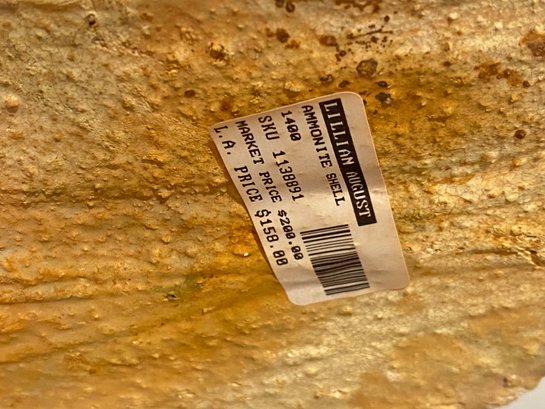 LILLIAN AUGUST
AMMONITE SHELL
1400
SKU 1138891
MARKET PRICE $200.00
L.A. PRICE $158.00